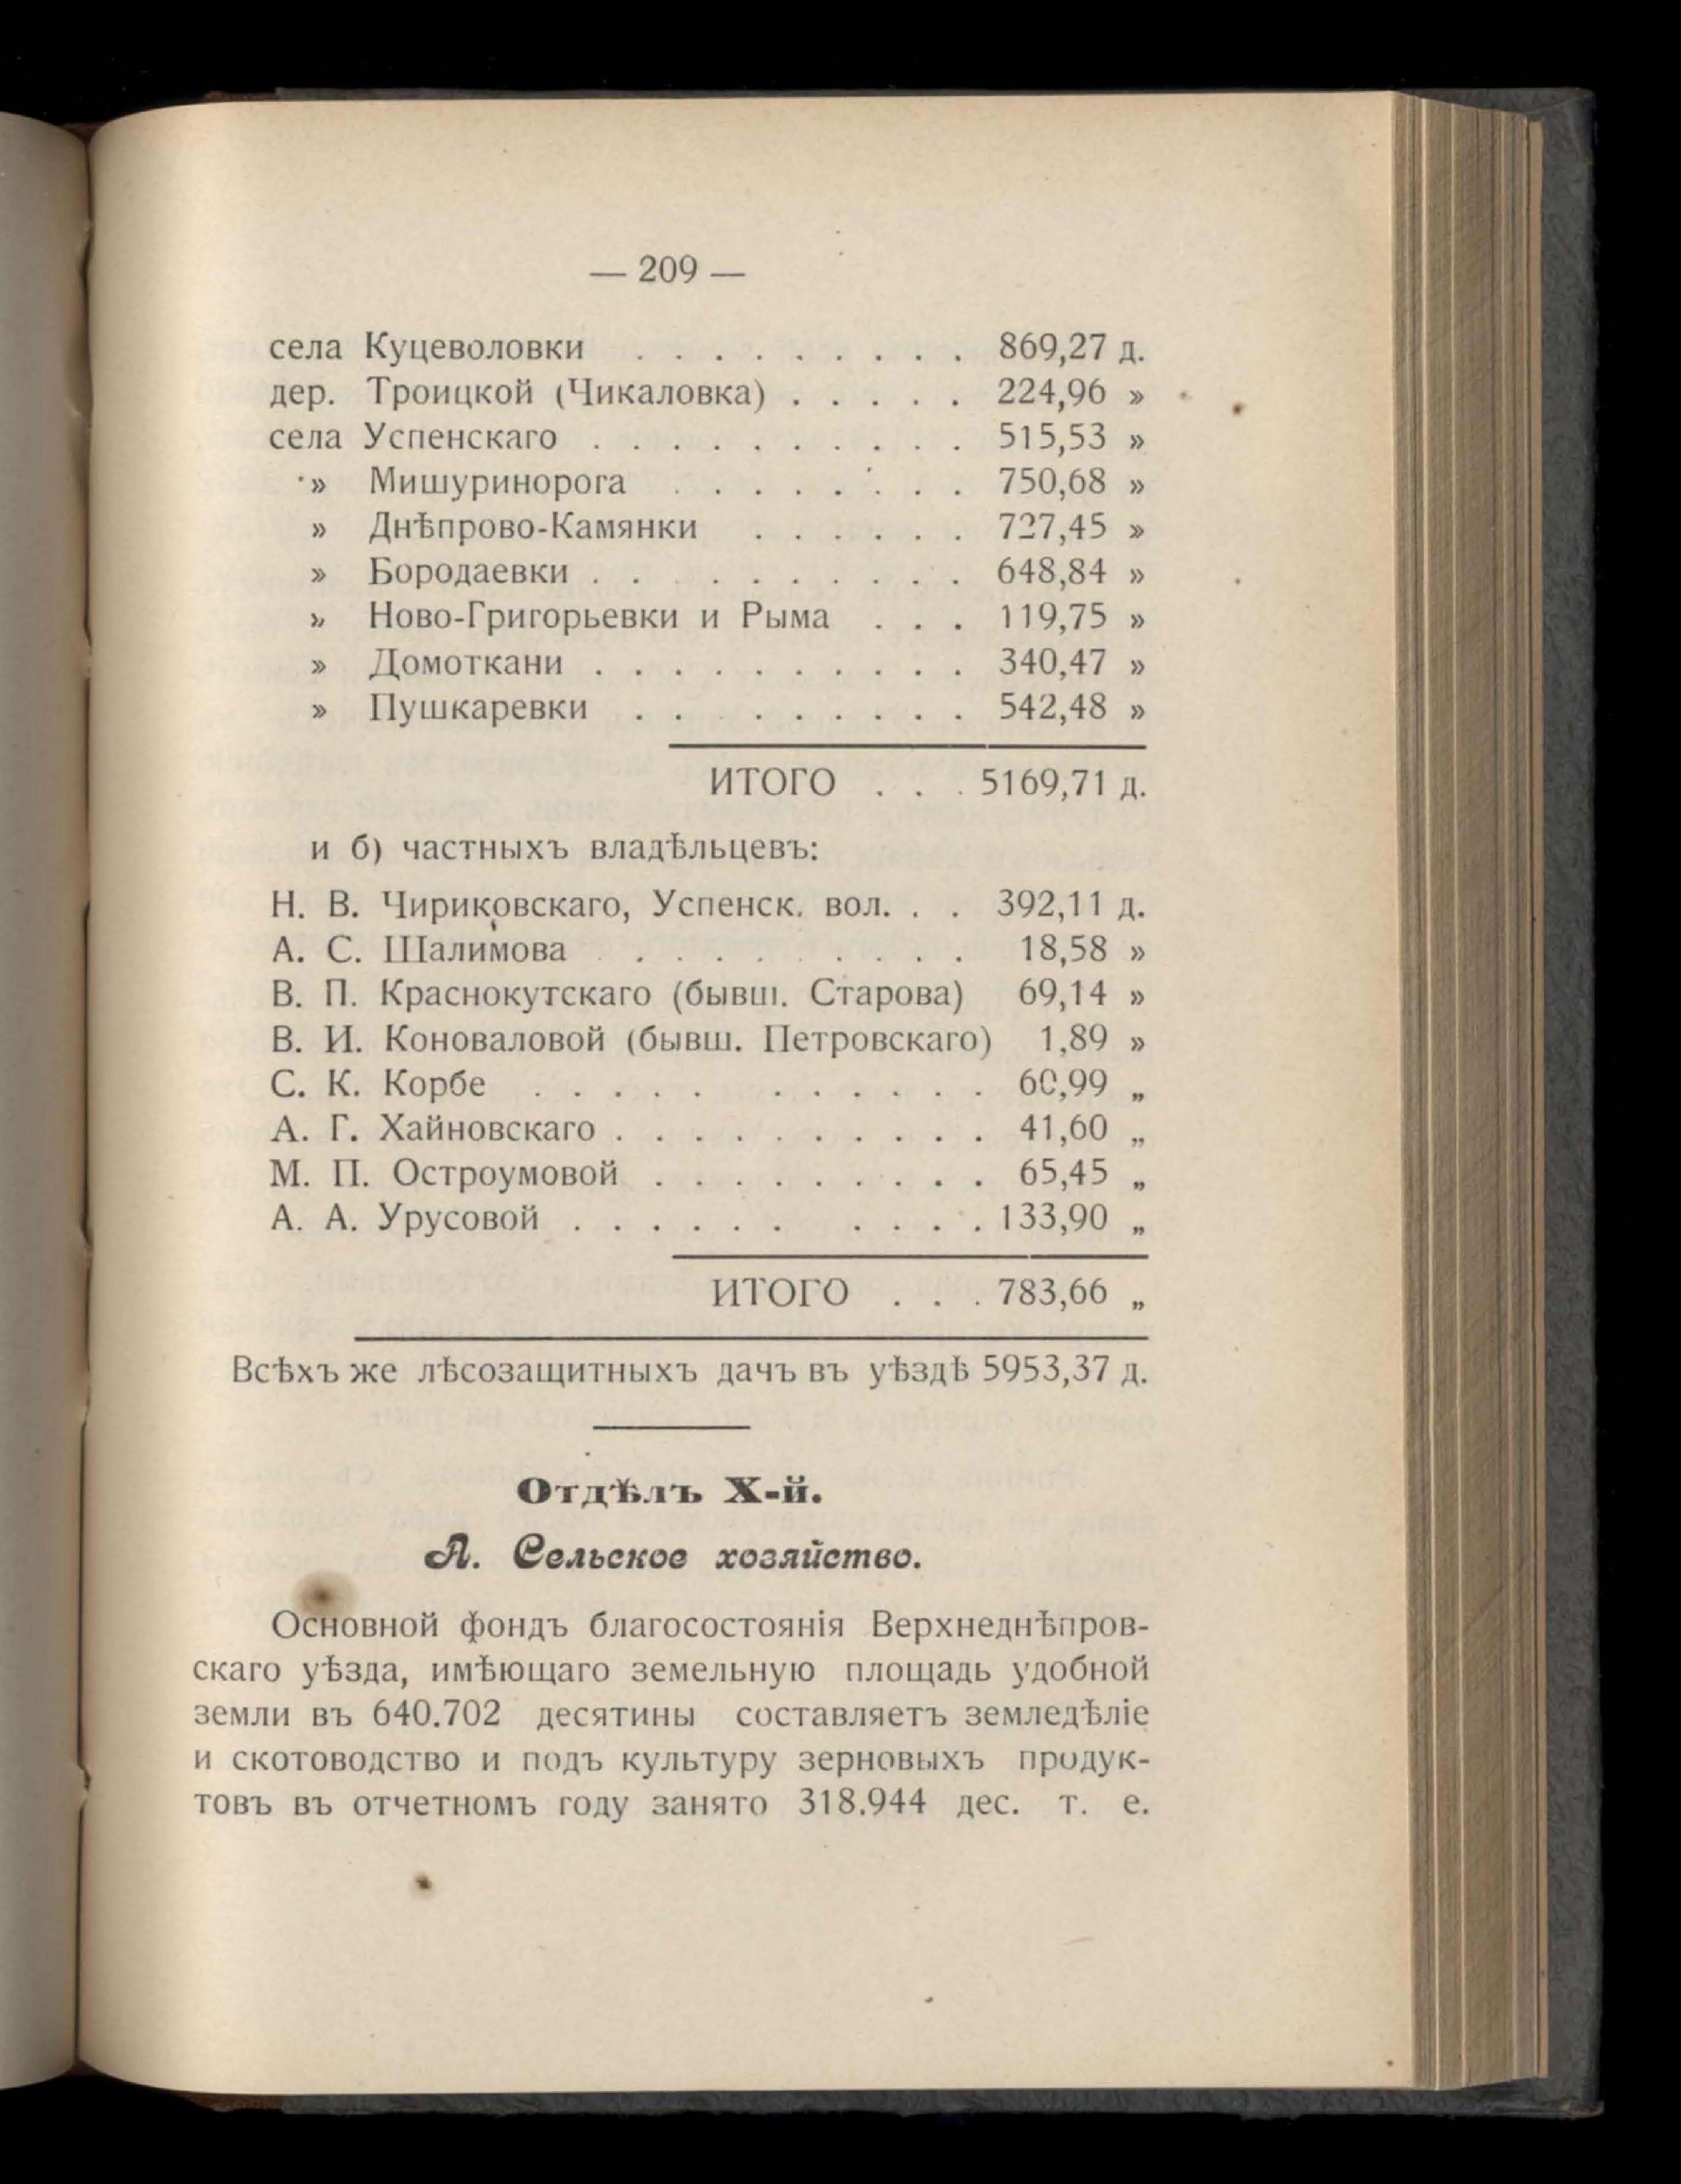 — 209 —
села Куцеволовки . . . . . . . . . 869,27 д.
дер. Троицкой (Чикаловка) . . . . . 224,96 »
села Успенскаго . . . . . . . . . . 515,53 »
» Мишуринорога . . . . . . . . 750,68 »
» Днѣпрово-Камянки . . . . . . 727,45 »
» Бородаевки . . . . . . . . . 648,84 »
» Ново-Григорьевки и Рыма . . . 119,75 »
» Домоткани . . . . . . . . . . 340,47 »
» Пушкаревки . . . . . . . . . 542,48 »
ИТОГО . . . 5169,71 д.
и б) частныхъ владѣльцевъ:
Н. В. Чириковскаго, Успенск. вол. . . 392,11 д.
А. С. Шалимова . . . . . . . . . 18,58 »
В. П. Краснокутскаго (бывш. Старова) 69,14 »
В. И. Коноваловой (бывш. Петровскаго) 1,89 »
С. К. Корбе . . . . . . . . . . . 60,99 „
А. Г. Хайновскаго . . . . . . . . . . 41,60 „
М. П. Остроумовой . . . . . . . . . 65,45 „
А. А. Урусовой . . . . . . . . . . 133,90 „
ИТОГО . . . 783,66 „
Всѣхъ же лѣсозащитныхъ дачъ въ уѣздѣ 5953,37 д.
Отдѣлъ X-й.
А. Сельское хозяйство.
Основной фондъ благосостоянія Верхнеднѣпров-
скаго уѣзда, имѣющаго земельную площадь удобной
земли въ 640.702 десятины составляетъ земледѣліе
и скотоводство и подъ культуру зерновыхъ продук-
товъ въ отчетномъ году занято 318.944 дес. т. е.